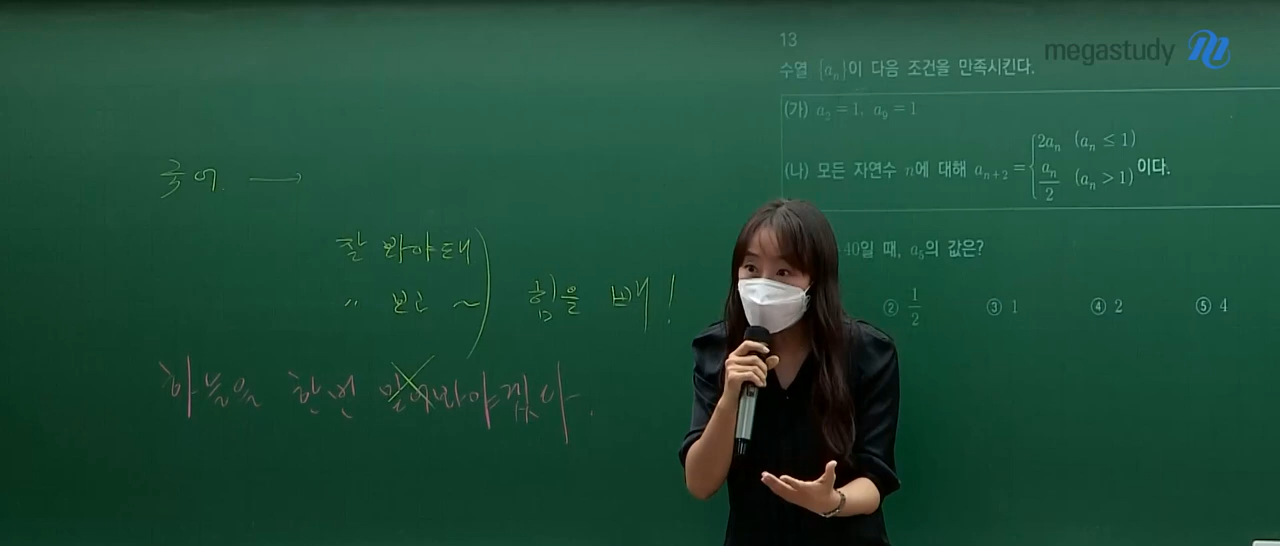 megastudy
13
수열 {aₙ}이 다음 조건을 만족시킨다.
(가) a₂ = 1, a₉ = 1
(나) 모든 자연수 n에 대해 aₙ₊₂ = { 2aₙ (aₙ ≤ 1)
aₙ/2 (aₙ > 1) 이다.
40일 때, a₅의 값은?
② 1/2 ③ 1 ④ 2 ⑤ 4
국어. →
잘 봐야돼
〃 보고 ~ ) 힘을 빼!
하늘을 한번 봐야겠다.